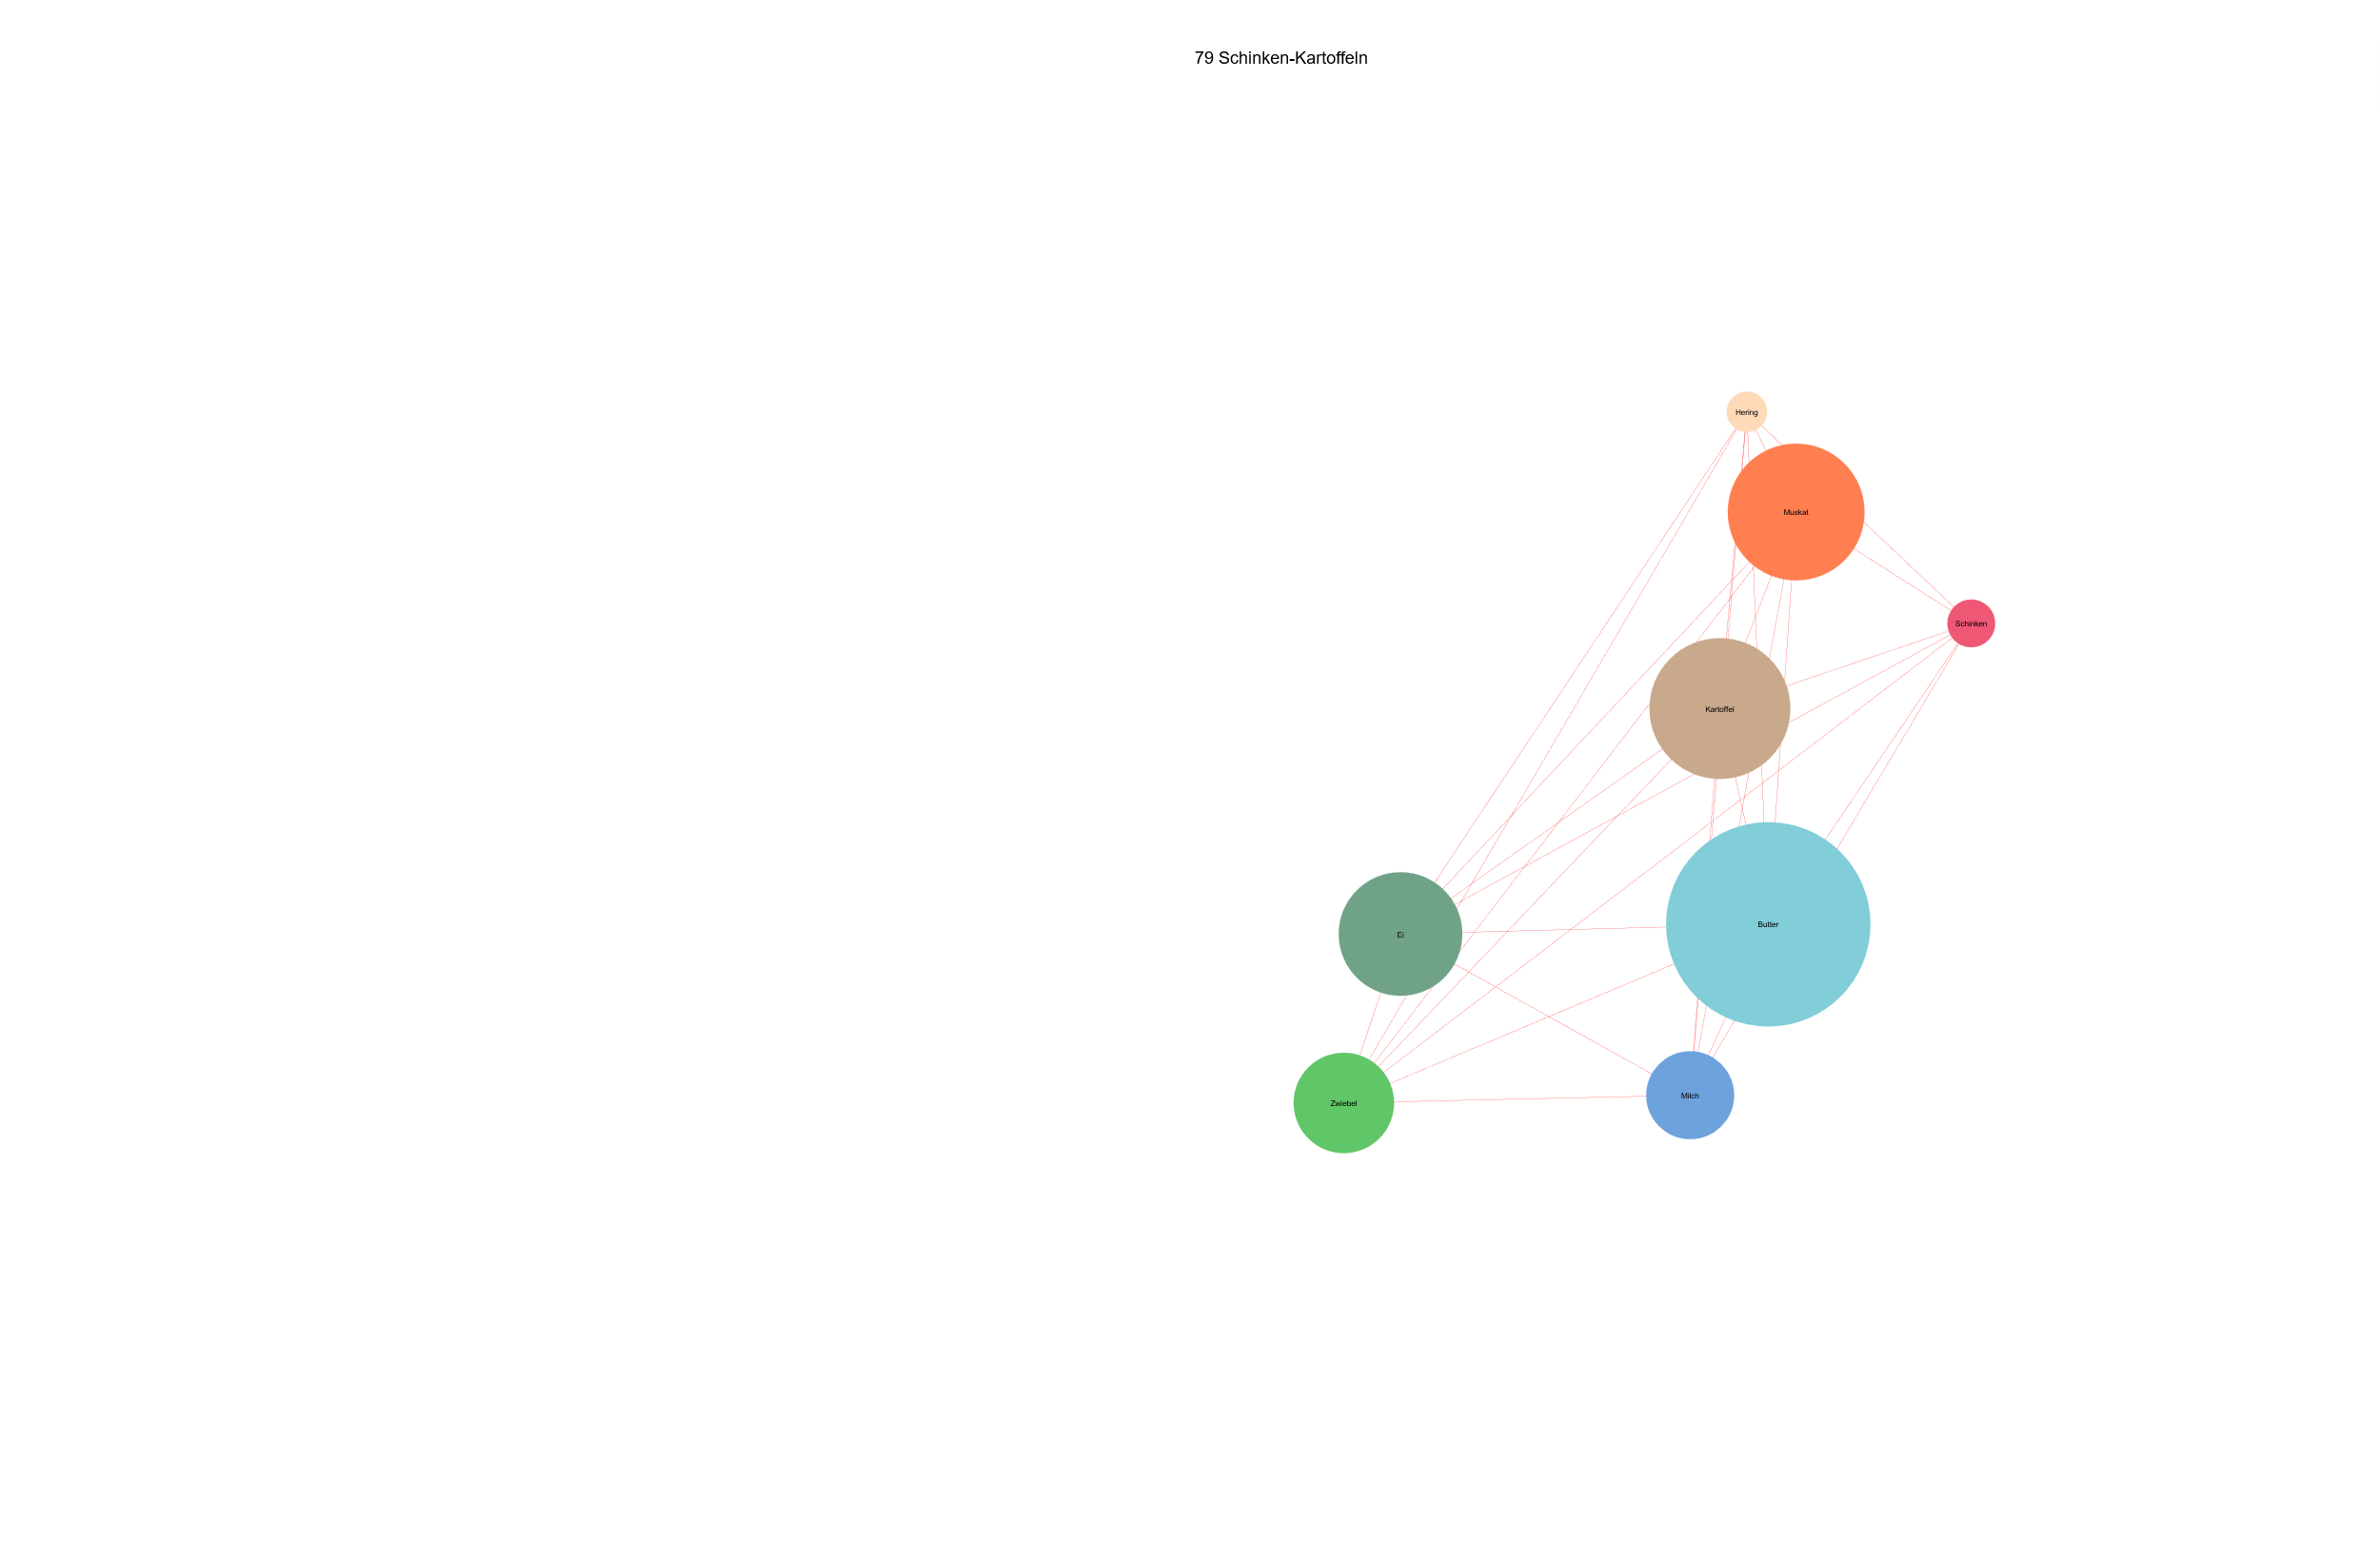 79 Schinken-Kartoffeln
Hering
Muskat
Schinken
Kartoffel
Butter
Ei
Milch
Zwiebel